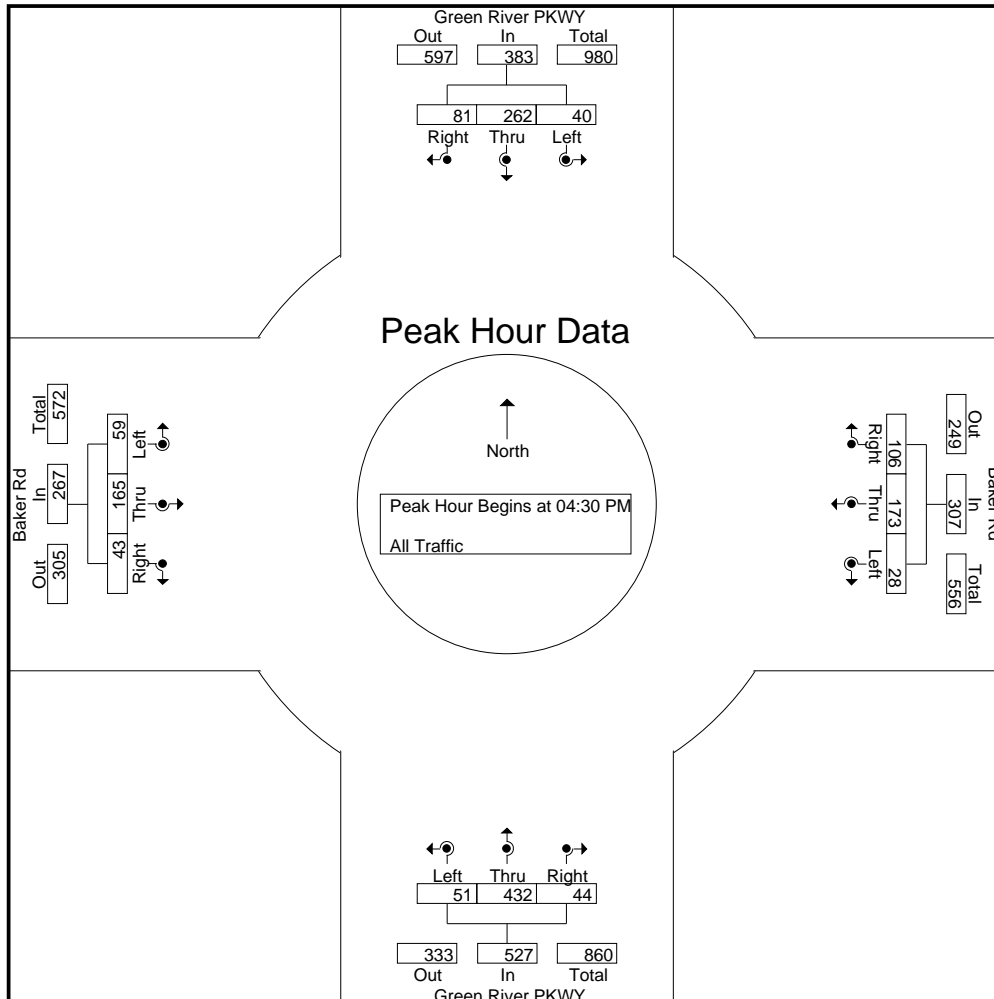 Green River PKWY
Out In Total
597 383 980
81 262 40
Right Thru Left
Peak Hour Data
North
Peak Hour Begins at 04:30 PM
All Traffic
Baker Rd
Total In Out
572 267 305
59 165 43
Left Thru Right
Baker Rd
Out In Total
249 307 556
106 173 28
Right Thru Left
Left Thru Right
51 432 44
333 527 860
Out In Total
Green River PKWY